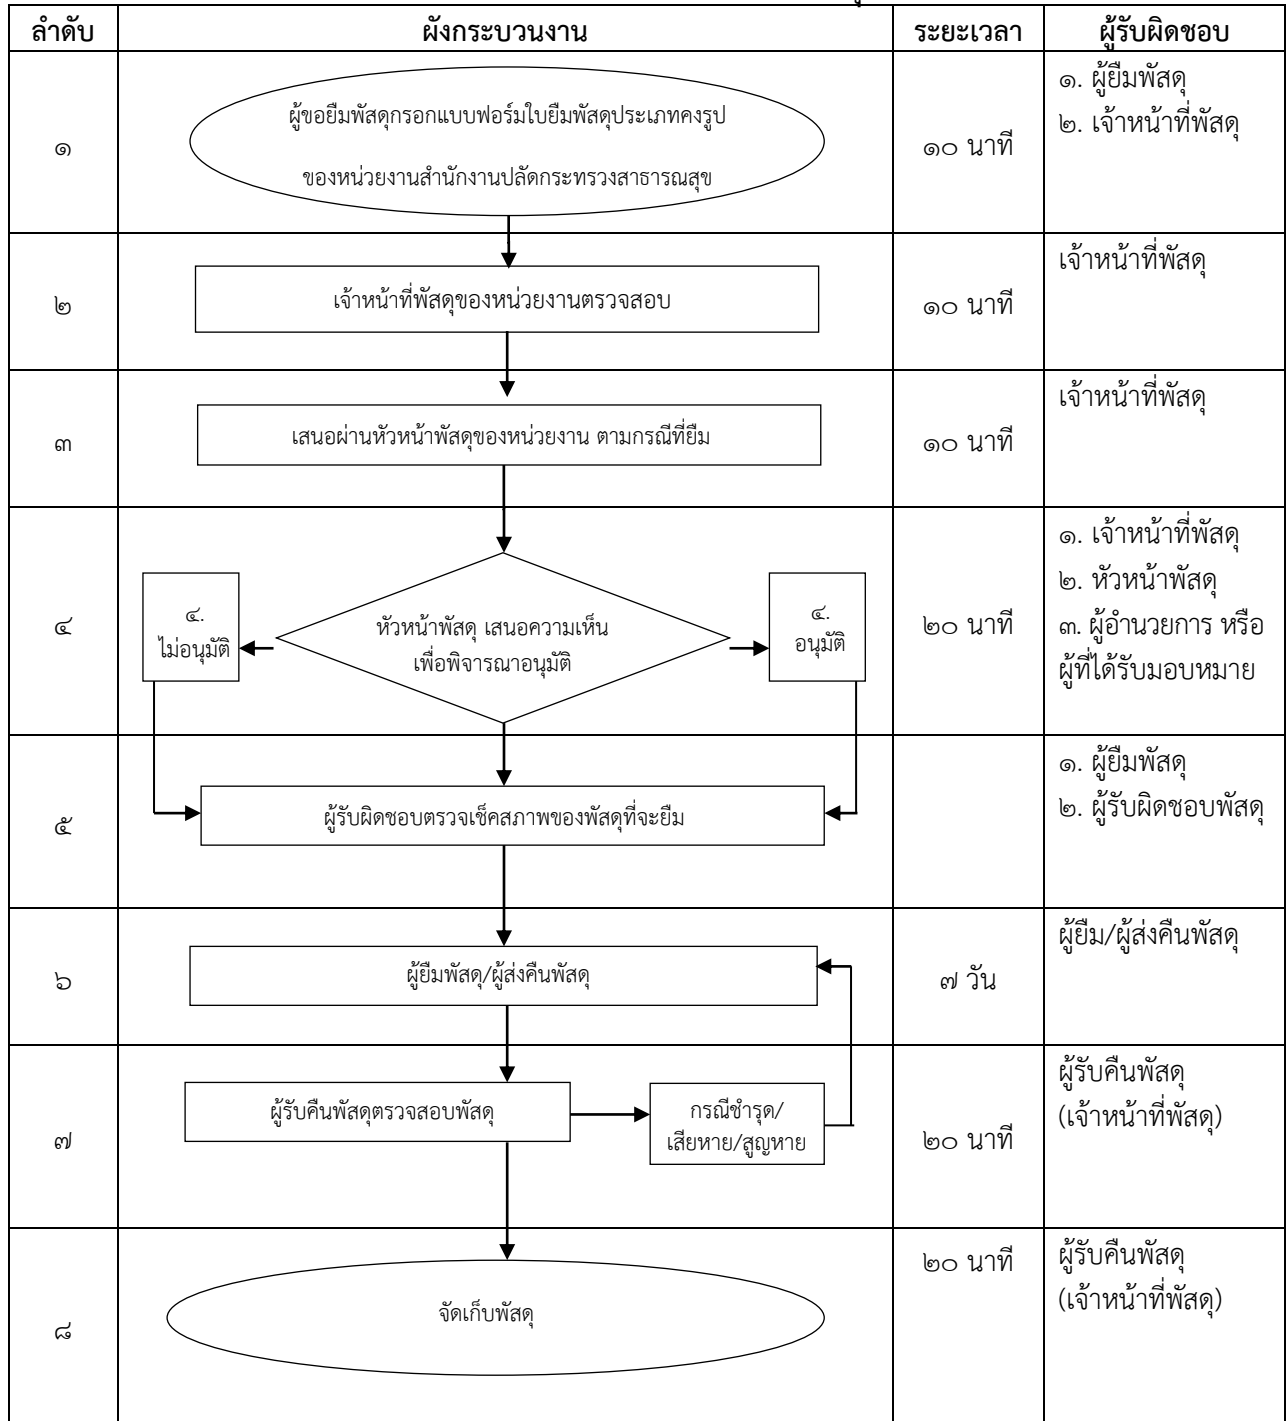 ลำดับ ผังกระบวนงาน ระยะเวลา ผู้รับผิดชอบ
๑
ผู้ขอยืมพัสดุกรอกแบบฟอร์มใบยืมพัสดุประเภทคงรูป
ของหน่วยงานสำนักงานปลัดกระทรวงสาธารณสุข
๑๐ นาที
๑. ผู้ยืมพัสดุ
๒. เจ้าหน้าที่พัสดุ
๒
เจ้าหน้าที่พัสดุของหน่วยงานตรวจสอบ
๑๐ นาที
เจ้าหน้าที่พัสดุ
๓
เสนอผ่านหัวหน้าพัสดุของหน่วยงาน ตามกรณีที่ยืม
๑๐ นาที
เจ้าหน้าที่พัสดุ
๔
๔.
ไม่อนุมัติ
หัวหน้าพัสดุ เสนอความเห็น
เพื่อพิจารณาอนุมัติ
๔.
อนุมัติ
๒๐ นาที
๑. เจ้าหน้าที่พัสดุ
๒. หัวหน้าพัสดุ
๓. ผู้อำนวยการ หรือ
ผู้ที่ได้รับมอบหมาย
๕
ผู้รับผิดชอบตรวจเช็คสภาพของพัสดุที่จะยืม
๑. ผู้ยืมพัสดุ
๒. ผู้รับผิดชอบพัสดุ
๖
ผู้ยืมพัสดุ/ผู้ส่งคืนพัสดุ
๗ วัน
ผู้ยืม/ผู้ส่งคืนพัสดุ
๗
ผู้รับคืนพัสดุตรวจสอบพัสดุ
กรณีชำรุด/
เสียหาย/สูญหาย
๒๐ นาที
ผู้รับคืนพัสดุ
(เจ้าหน้าที่พัสดุ)
๘
จัดเก็บพัสดุ
๒๐ นาที
ผู้รับคืนพัสดุ
(เจ้าหน้าที่พัสดุ)